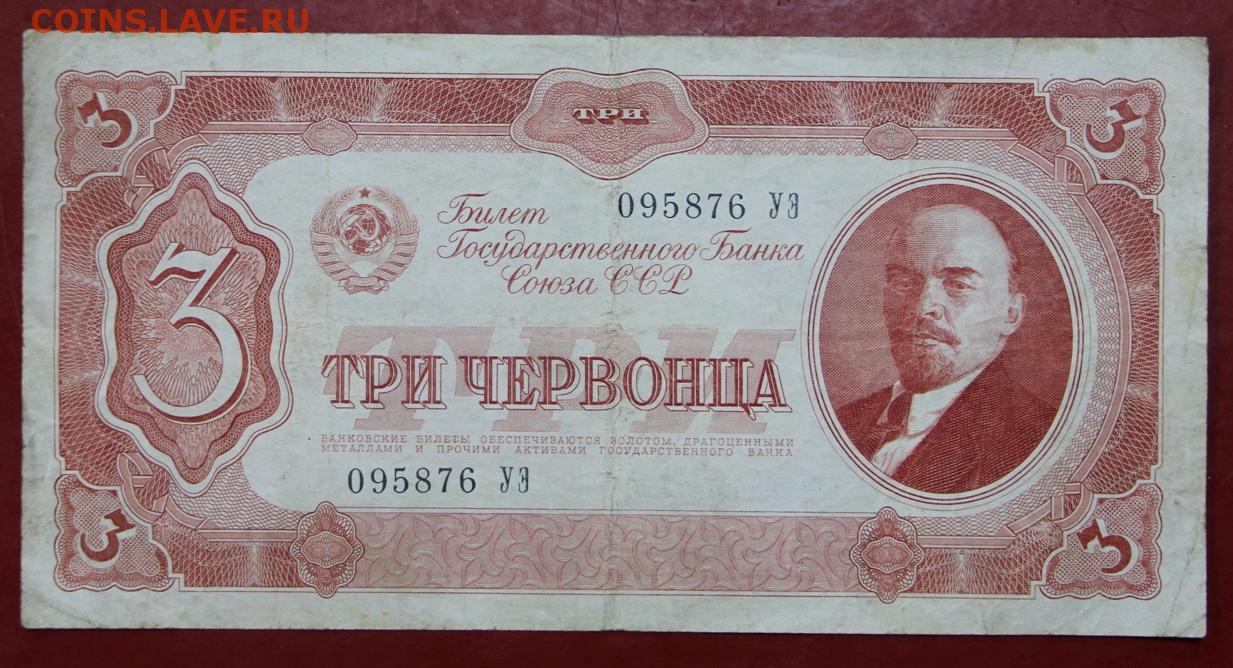 COINS.LAVE.RU
3 ТРИ 3
Билет 095876 УЭ
Государственного Банка
Союза ССР
3
ТРИ
ТРИ ЧЕРВОНЦА
БАНКОВСКИЕ БИЛЕТЫ ОБЕСПЕЧИВАЮТСЯ ЗОЛОТОМ, ДРАГОЦЕННЫМИ
МЕТАЛЛАМИ И ПРОЧИМИ АКТИВАМИ ГОСУДАРСТВЕННОГО БАНКА
095876 УЭ
3 3